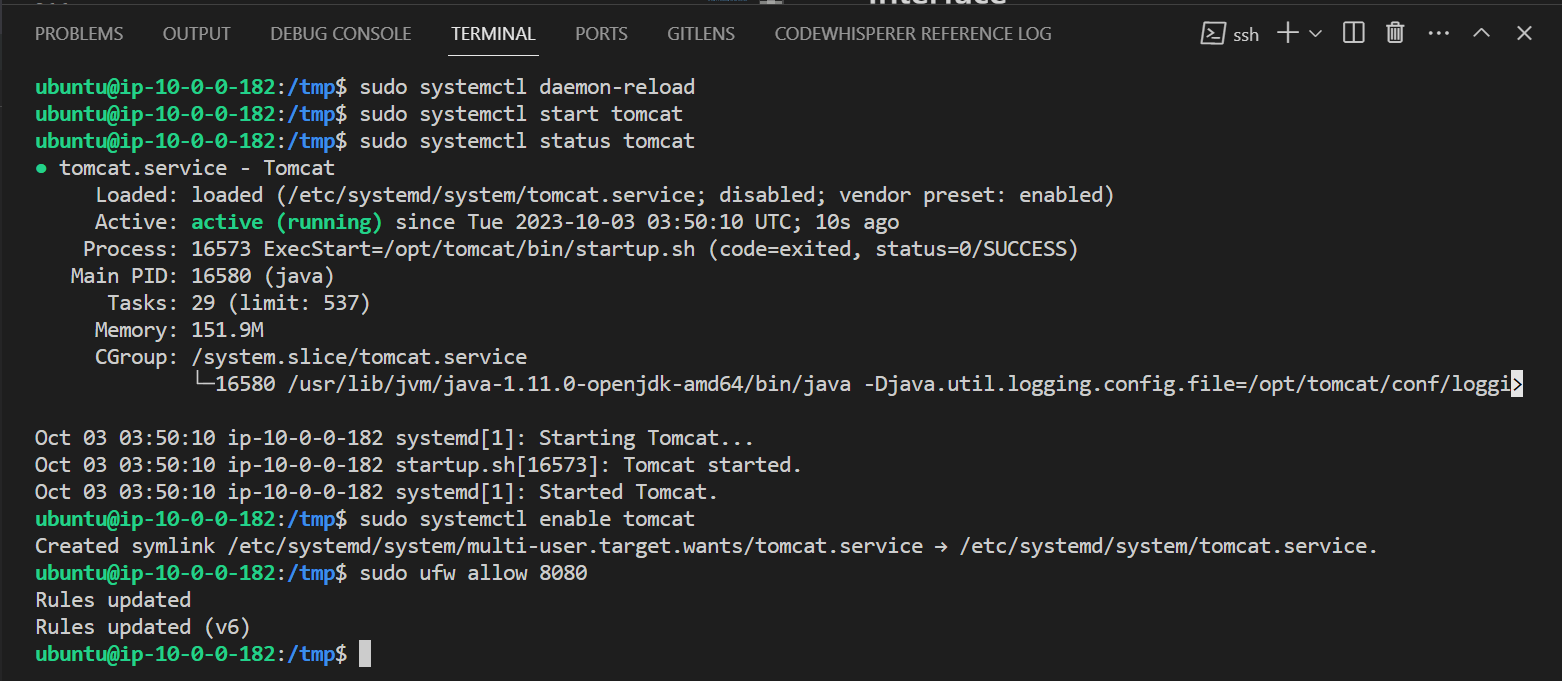 Interface
PROBLEMS OUTPUT DEBUG CONSOLE TERMINAL PORTS GITLENS CODEWHISPERER REFERENCE LOG ssh
ubuntu@ip-10-0-0-182:/tmp$ sudo systemctl daemon-reload
ubuntu@ip-10-0-0-182:/tmp$ sudo systemctl start tomcat
ubuntu@ip-10-0-0-182:/tmp$ sudo systemctl status tomcat
● tomcat.service - Tomcat
     Loaded: loaded (/etc/systemd/system/tomcat.service; disabled; vendor preset: enabled)
     Active: active (running) since Tue 2023-10-03 03:50:10 UTC; 10s ago
    Process: 16573 ExecStart=/opt/tomcat/bin/startup.sh (code=exited, status=0/SUCCESS)
   Main PID: 16580 (java)
      Tasks: 29 (limit: 537)
     Memory: 151.9M
     CGroup: /system.slice/tomcat.service
             └─16580 /usr/lib/jvm/java-1.11.0-openjdk-amd64/bin/java -Djava.util.logging.config.file=/opt/tomcat/conf/loggi>
Oct 03 03:50:10 ip-10-0-0-182 systemd[1]: Starting Tomcat...
Oct 03 03:50:10 ip-10-0-0-182 startup.sh[16573]: Tomcat started.
Oct 03 03:50:10 ip-10-0-0-182 systemd[1]: Started Tomcat.
ubuntu@ip-10-0-0-182:/tmp$ sudo systemctl enable tomcat
Created symlink /etc/systemd/system/multi-user.target.wants/tomcat.service → /etc/systemd/system/tomcat.service.
ubuntu@ip-10-0-0-182:/tmp$ sudo ufw allow 8080
Rules updated
Rules updated (v6)
ubuntu@ip-10-0-0-182:/tmp$